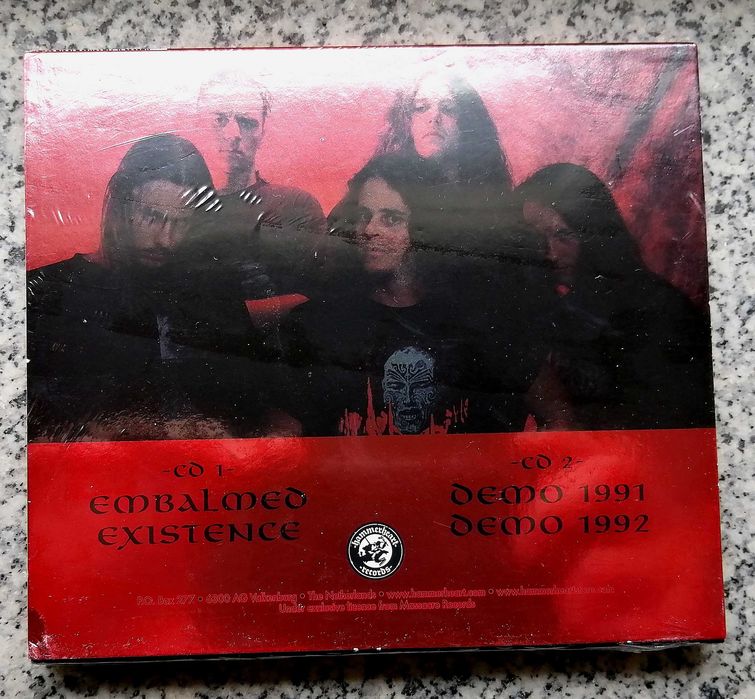 -CD 1-
EMBALMED
EXISTENCE
-CD 2-
DEMO 1991
DEMO 1992
hammerheart
records
P.O. Box 277 • 6300 AG Valkenburg • The Netherlands • www.hammerheart.com • www.hammerheartstore.com
Under exclusive license from Massacre Records